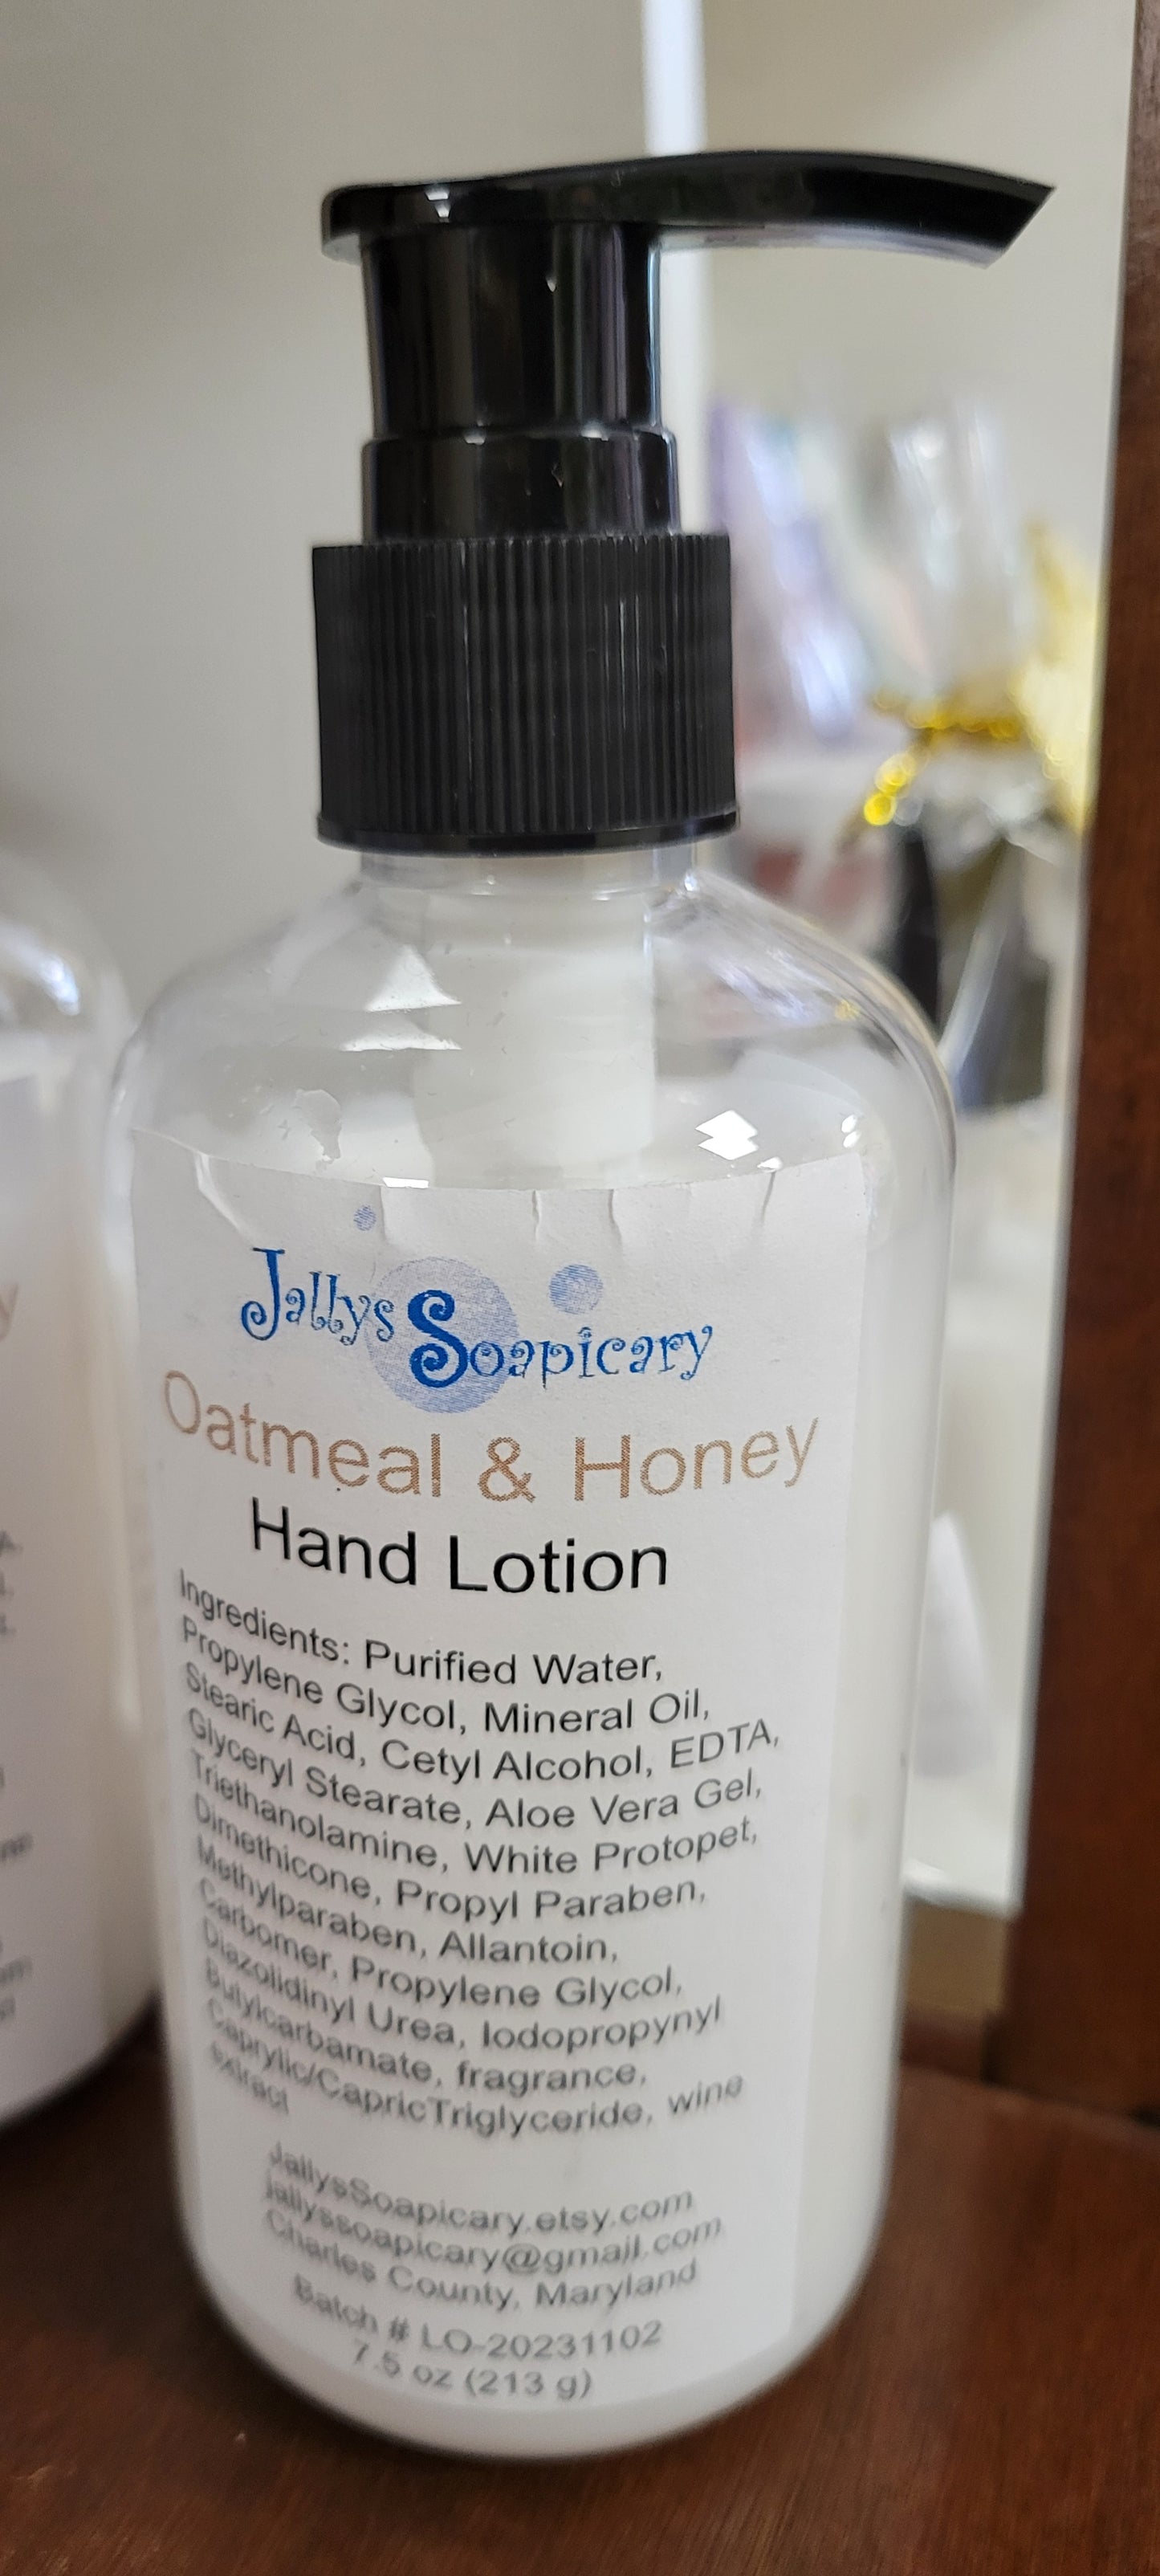 Jallys Soapicary
Oatmeal & Honey
Hand Lotion
Ingredients: Purified Water,
Propylene Glycol, Mineral Oil,
Stearic Acid, Cetyl Alcohol, EDTA,
Glyceryl Stearate, Aloe Vera Gel,
Triethanolamine, White Protopet,
Dimethicone, Propyl Paraben,
Methylparaben, Allantoin,
Carbomer, Propylene Glycol,
Diazolidinyl Urea, Iodopropynyl
Butylcarbamate, fragrance,
Caprylic/CapricTriglyceride, wine
extract
JallysSoapicary.etsy.com
jallyssoapicary@gmail.com
Charles County, Maryland
Batch # LO-20231102
7.5 oz (213 g)